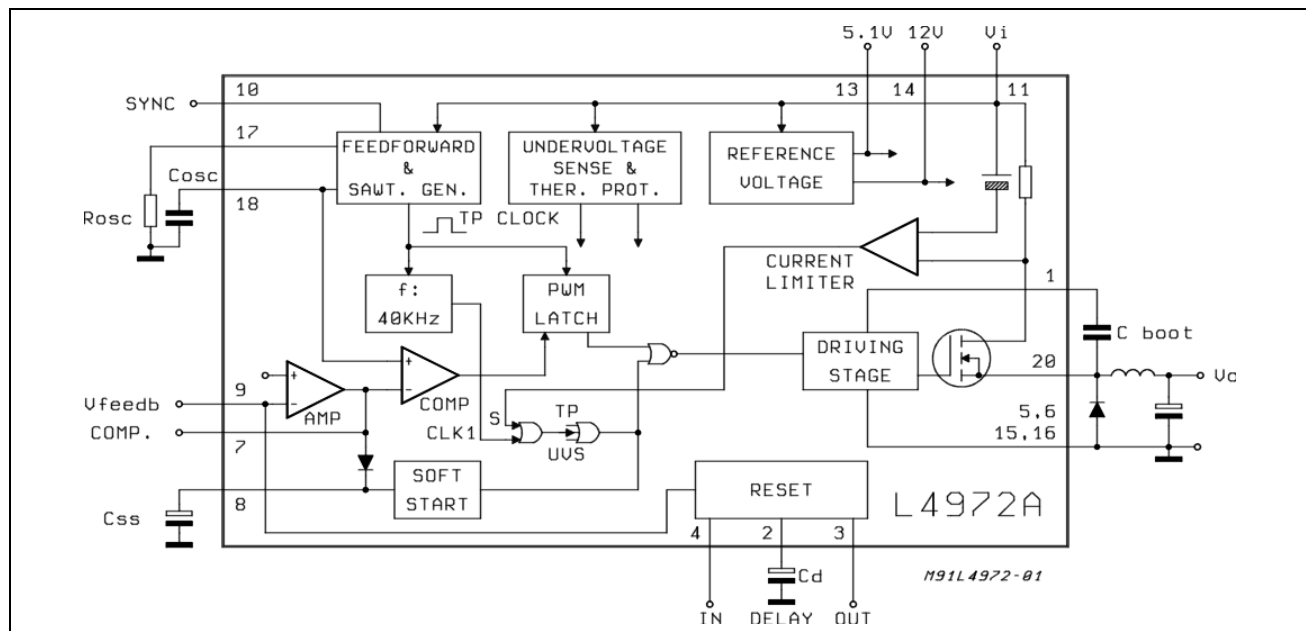 5.1V 12V Vi
10 13 14 11
SYNC
17
FEEDFORWARD
&
SAWT. GEN.
UNDERVOLTAGE
SENSE &
THER. PROT.
REFERENCE
VOLTAGE
Cosc
18
Rosc
TP CLOCK
CURRENT
LIMITER
1
f:
40KHz
PWM
LATCH
C boot
DRIVING
STAGE
20
+
-
AMP
+
-
COMP
9
Vfeedb
COMP.
7
S
CLK1
TP
UVS
5,6
15,16
SOFT
START
8
Css
RESET
L4972A
4 2 3
Cd
M91L4972-01
IN DELAY OUT